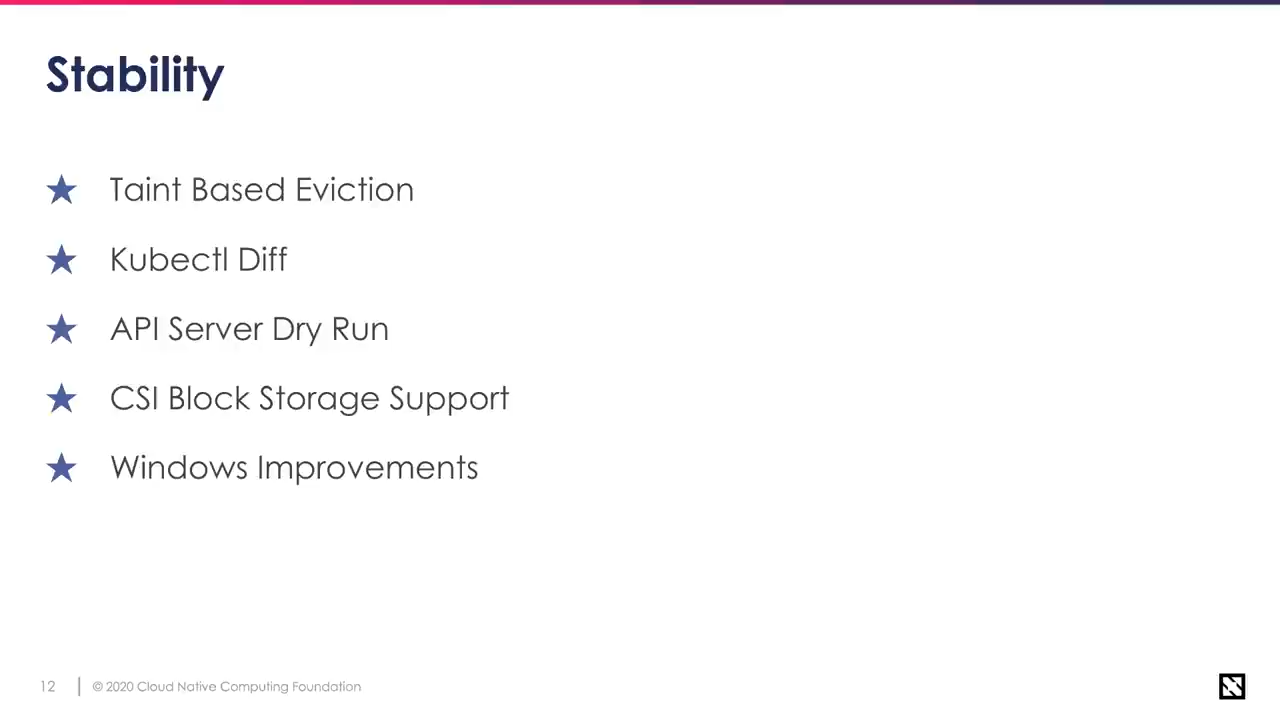 Stability
Taint Based Eviction
Kubectl Diff
API Server Dry Run
CSI Block Storage Support
Windows Improvements
12 | © 2020 Cloud Native Computing Foundation